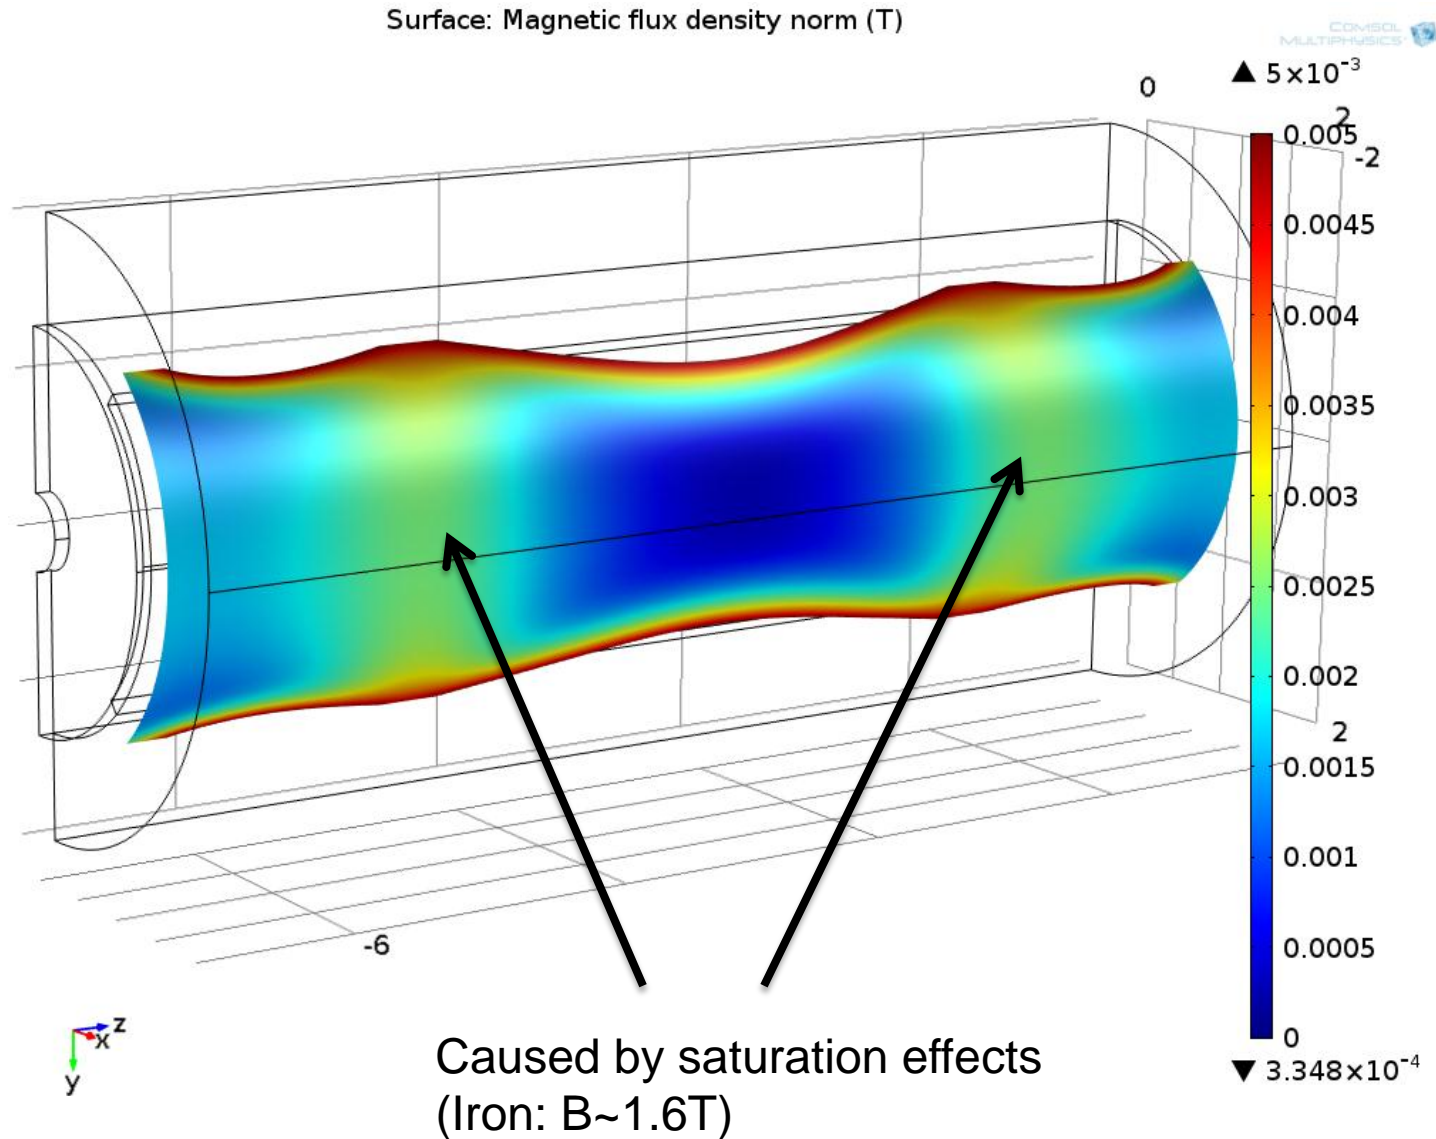 Surface: Magnetic flux density norm (T)
COMSOL
MULTIPHYSICS
▲ 5×10⁻³
0
2
-2
0.005
0.0045
0.004
0.0035
0.003
0.0025
0.002
2
0.0015
0.001
0.0005
0
▼ 3.348×10⁻⁴
-6
z
x
y
Caused by saturation effects
(Iron: B~1.6T)